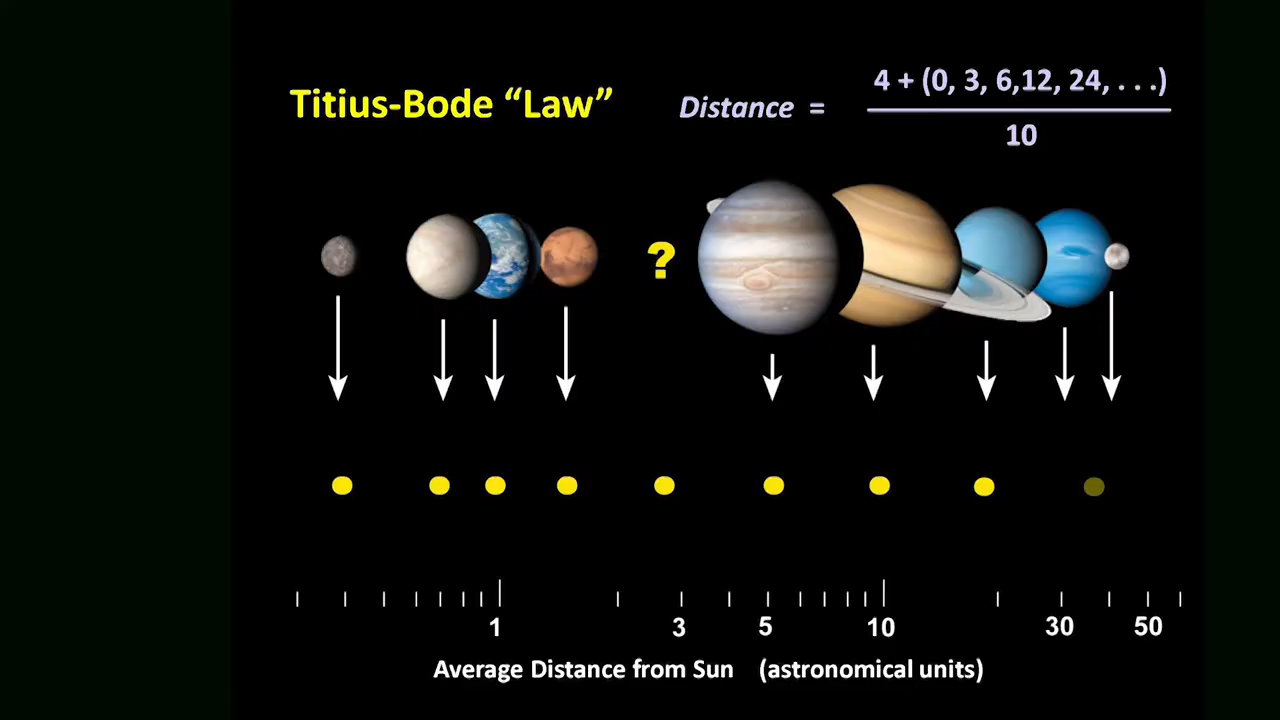 Titius-Bode “Law”
Distance = 4 + (0, 3, 6,12, 24, . . .)
10
?
1 3 5 10 30 50
Average Distance from Sun (astronomical units)